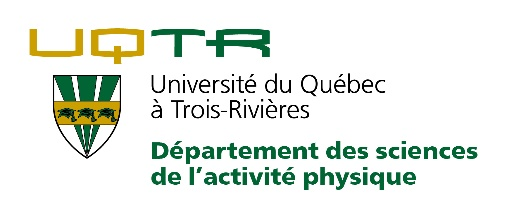 UQTR
Université du Québec
à Trois-Rivières
Département des sciences
de l'activité physique